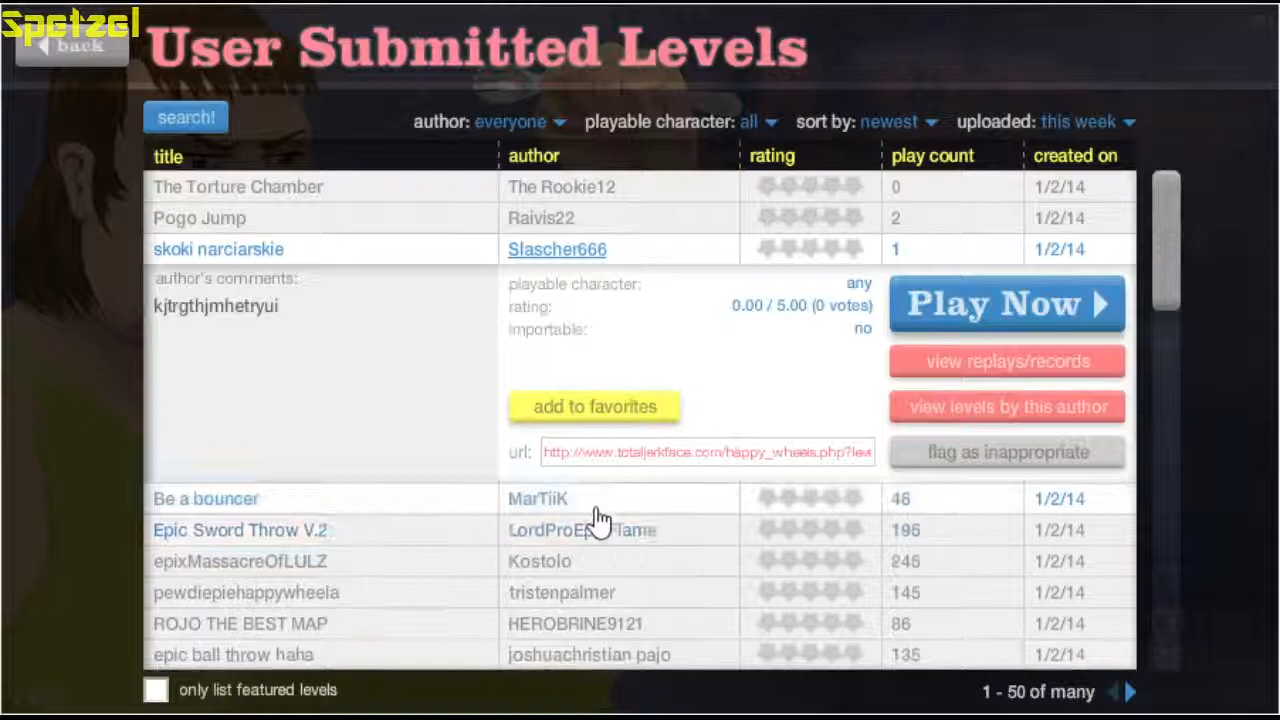 Spetzel
back
User Submitted Levels
search!
author: everyone playable character: all sort by: newest uploaded: this week
title author rating play count created on
The Torture Chamber The Rookie12 0 1/2/14
Pogo Jump Raivis22 2 1/2/14
skoki narciarskie Slascher666 1 1/2/14
author's comments:
kjtrgthjmhetryui
playable character: any
rating: 0.00 / 5.00 (0 votes)
importable: no
add to favorites
url: http://www.totaljerkface.com/happy_wheels.php?lev
Play Now
view replays/records
view levels by this author
flag as inappropriate
Be a bouncer MarTiiK 46 1/2/14
Epic Sword Throw V.2 1/2/14
epixMassacreOfLULZ Kostolo 246 1/2/14
pewdiepiehappywheela tristenpalmer 145 1/2/14
ROJO THE BEST MAP HEROBRINE9121 86 1/2/14
epic ball throw haha joshuachristian pajo 135 1/2/14
only list featured levels
1 - 50 of many